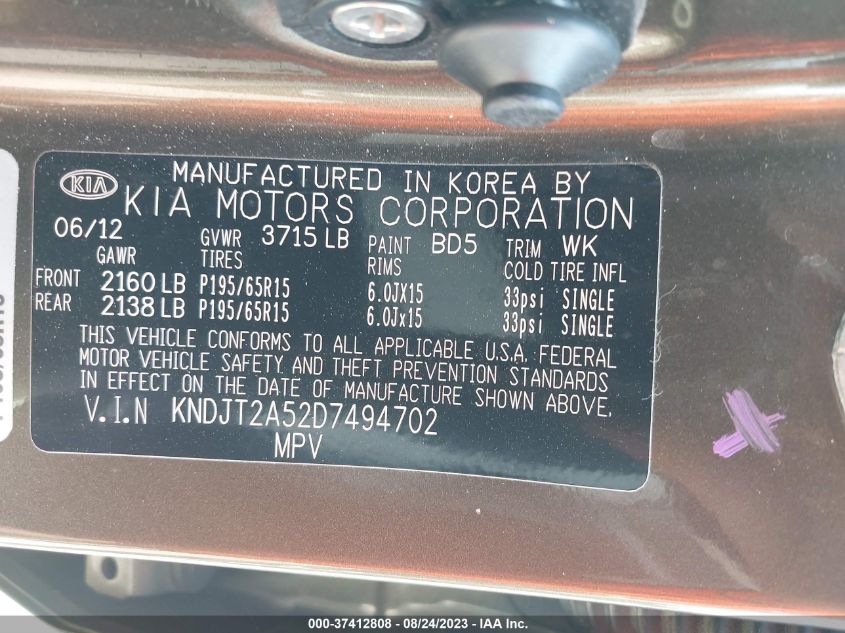 KIA MANUFACTURED IN KOREA BY
KIA MOTORS CORPORATION
06/12 GVWR 3715 LB PAINT BD5 TRIM WK
GAWR TIRES RIMS COLD TIRE INFL
FRONT 2160 LB P195/65R15 6.0JX15 33psi SINGLE
REAR 2138 LB P195/65R15 6.0Jx15 33psi SINGLE
THIS VEHICLE CONFORMS TO ALL APPLICABLE U.S.A. FEDERAL
MOTOR VEHICLE SAFETY AND THEFT PREVENTION STANDARDS
IN EFFECT ON THE DATE OF MANUFACTURE SHOWN ABOVE.
V.I.N KNDJT2A52D7494702
MPV
000-37412808 - 08/24/2023 - IAA Inc.